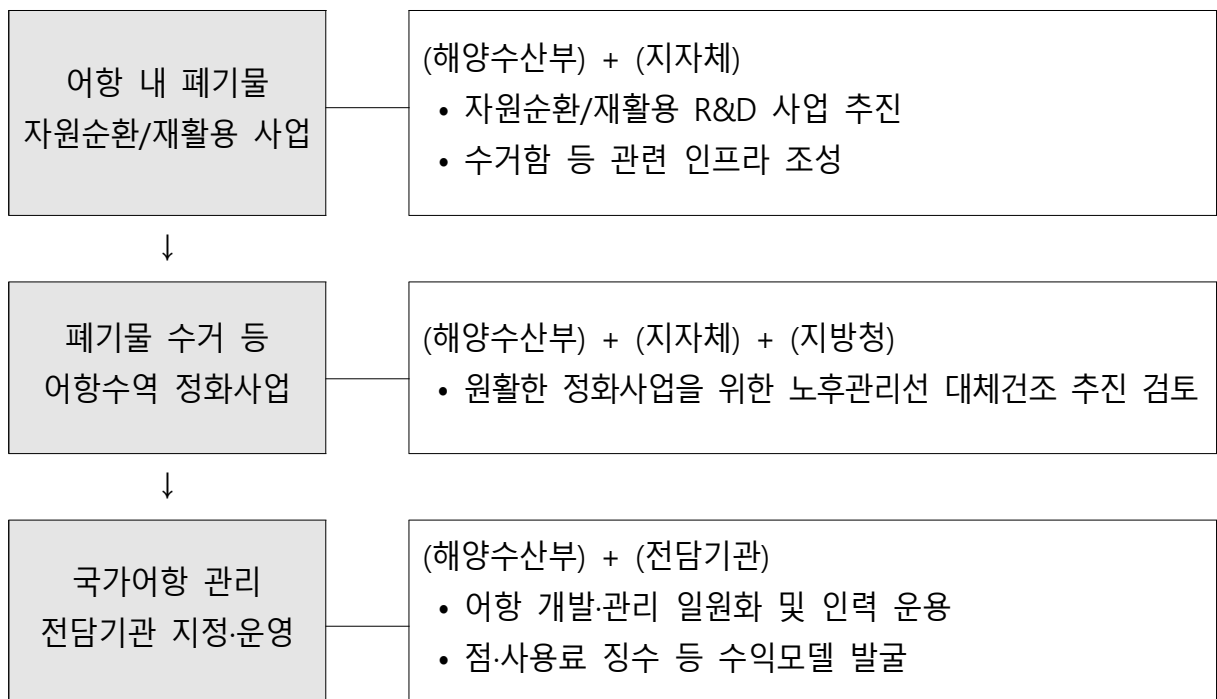 어항 내 폐기물
자원순환/재활용 사업
(해양수산부) + (지자체)
• 자원순환/재활용 R&D 사업 추진
• 수거함 등 관련 인프라 조성
↓
폐기물 수거 등
어항수역 정화사업
(해양수산부) + (지자체) + (지방청)
• 원활한 정화사업을 위한 노후관리선 대체건조 추진 검토
↓
국가어항 관리
전담기관 지정·운영
(해양수산부) + (전담기관)
• 어항 개발·관리 일원화 및 인력 운용
• 점·사용료 징수 등 수익모델 발굴